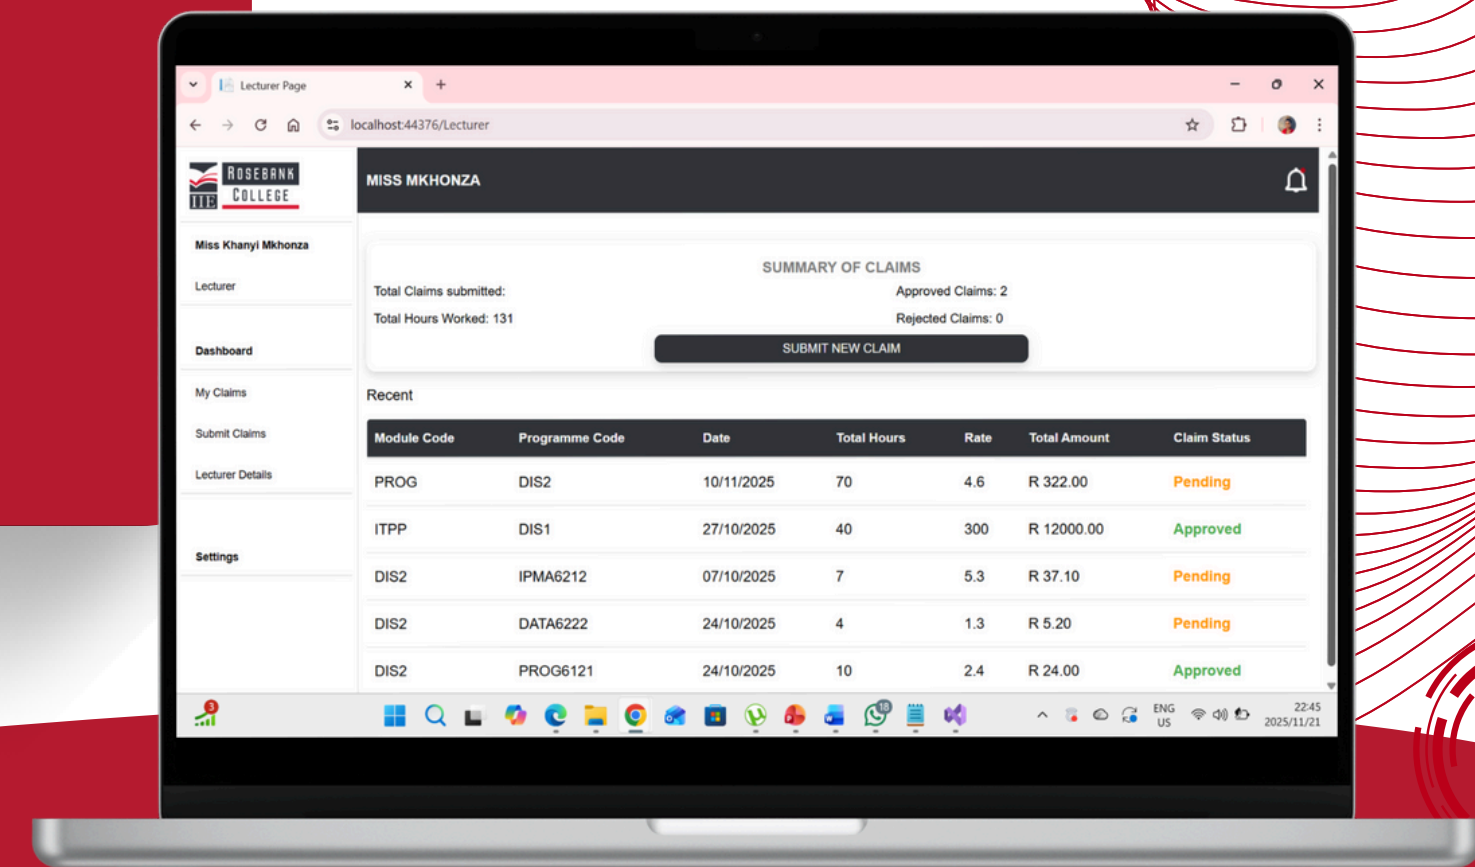 Lecturer Page
localhost:44376/Lecturer
ROSEBANK
COLLEGE
IIE
MISS MKHONZA
Miss Khanyi Mkhonza
Lecturer
Dashboard
My Claims
Submit Claims
Lecturer Details
Settings
SUMMARY OF CLAIMS
Total Claims submitted: Approved Claims: 2
Total Hours Worked: 131 Rejected Claims: 0
SUBMIT NEW CLAIM
Recent
Module Code Programme Code Date Total Hours Rate Total Amount Claim Status
PROG DIS2 10/11/2025 70 4.6 R 322.00 Pending
ITPP DIS1 27/10/2025 40 300 R 12000.00 Approved
DIS2 IPMA6212 07/10/2025 7 5.3 R 37.10 Pending
DIS2 DATA6222 24/10/2025 4 1.3 R 5.20 Pending
DIS2 PROG6121 24/10/2025 10 2.4 R 24.00 Approved
3
18
ENG
US
22:45
2025/11/21